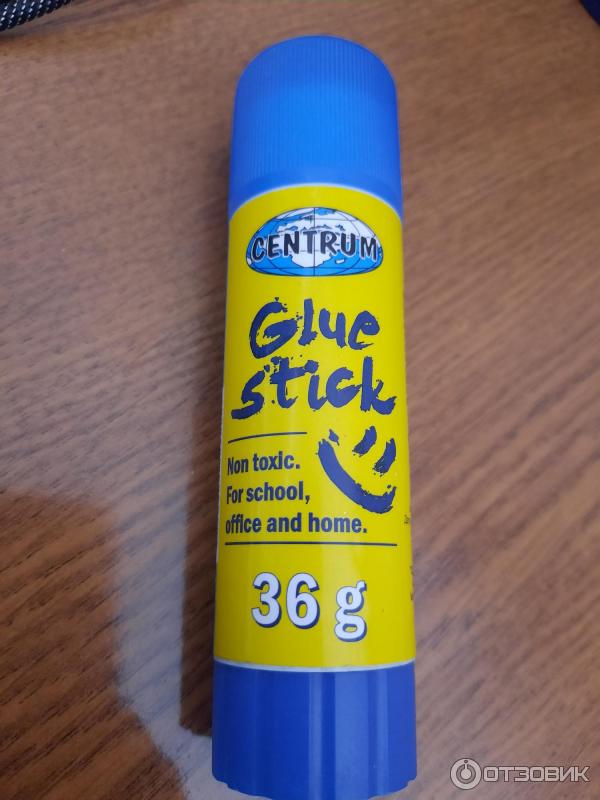 CENTRUM
Glue
stick
Non toxic.
For school,
office and home.
36 g
ОТЗОВИК